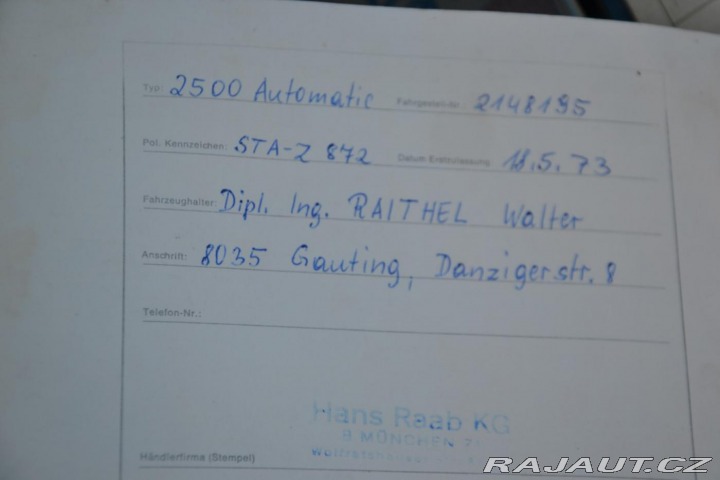 Typ: 2500 Automatic Fahrgestell-Nr. 2148195
Pol. Kennzeichen: STA-Z 872 Datum Erstzulassung 18.5.73
Fahrzeughalter: Dipl. Ing. RAITHEL Walter
Anschrift: 8035 Gauting, Danzigerstr. 8
Telefon-Nr.:
Hans Raab KG
8 MÜNCHEN 71
Händlerfirma (Stempel)
RAJAUT.CZ